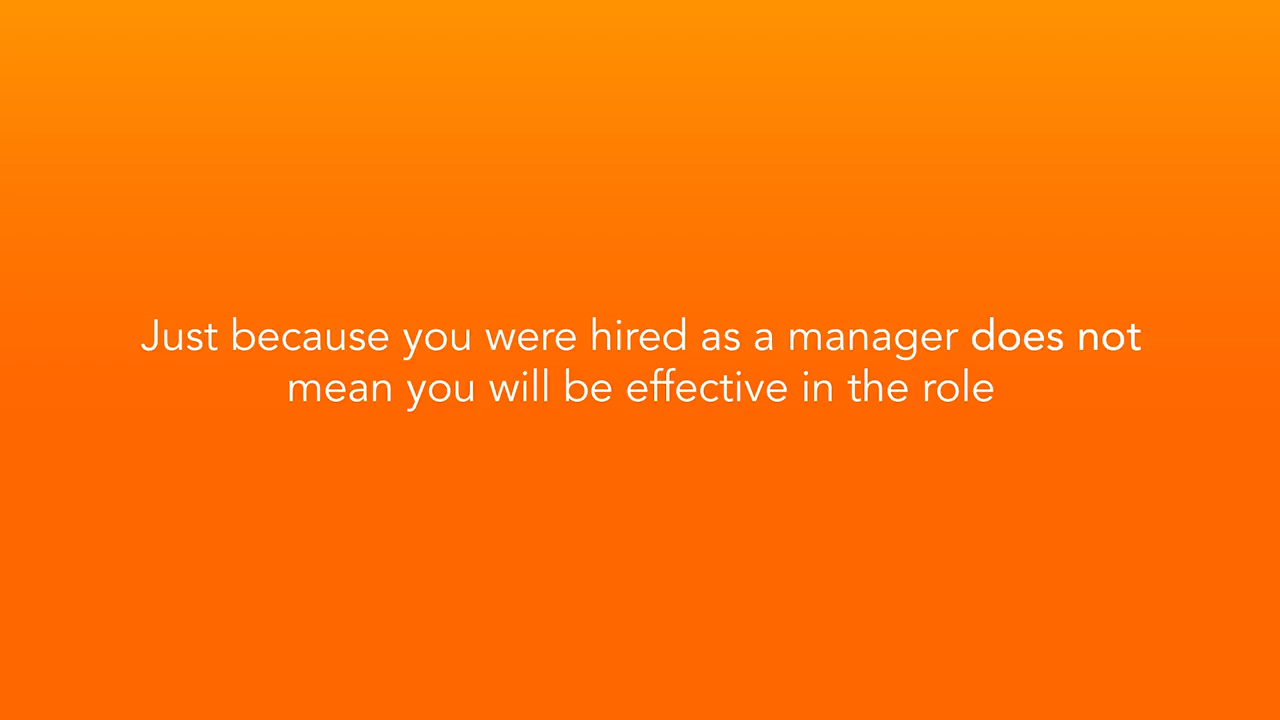 Just because you were hired as a manager does not
mean you will be effective in the role